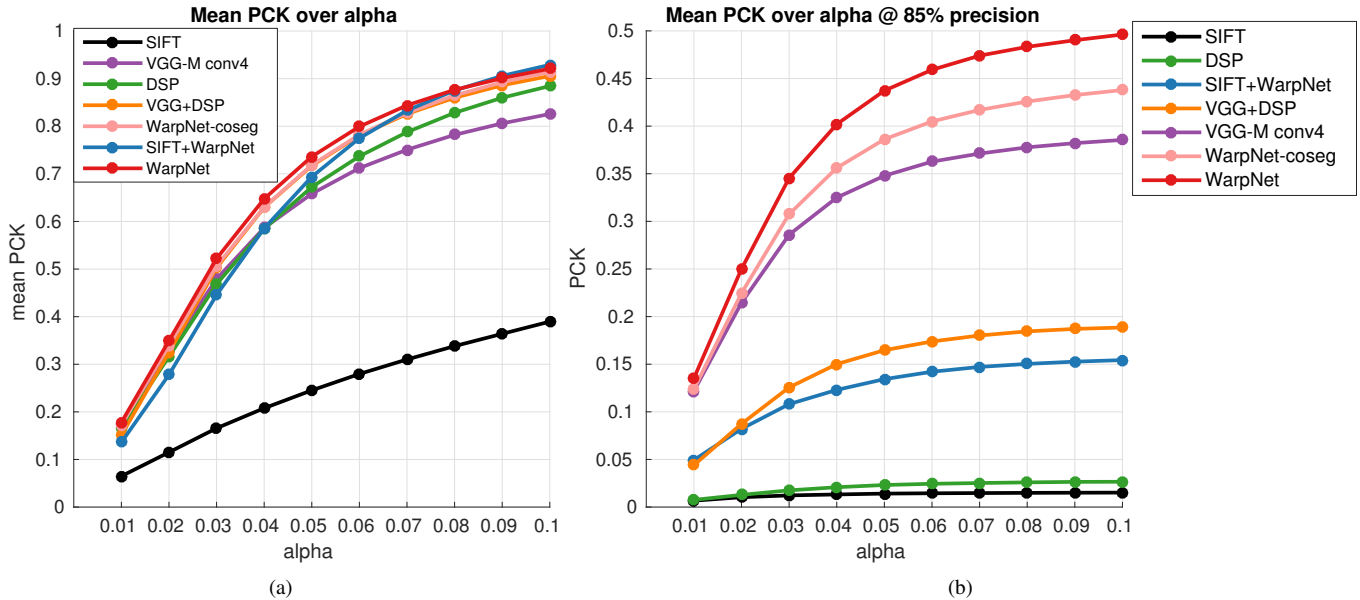 Mean PCK over alpha
1
0.9
0.8
0.7
0.6
0.5
0.4
0.3
0.2
0.1
0
mean PCK
SIFT
VGG-M conv4
DSP
VGG+DSP
WarpNet-coseg
SIFT+WarpNet
WarpNet
0.01 0.02 0.03 0.04 0.05 0.06 0.07 0.08 0.09 0.1
alpha
(a)
Mean PCK over alpha @ 85% precision
0.5
0.45
0.4
0.35
0.3
0.25
0.2
0.15
0.1
0.05
0
PCK
0.01 0.02 0.03 0.04 0.05 0.06 0.07 0.08 0.09 0.1
alpha
SIFT
DSP
SIFT+WarpNet
VGG+DSP
VGG-M conv4
WarpNet-coseg
WarpNet
(b)